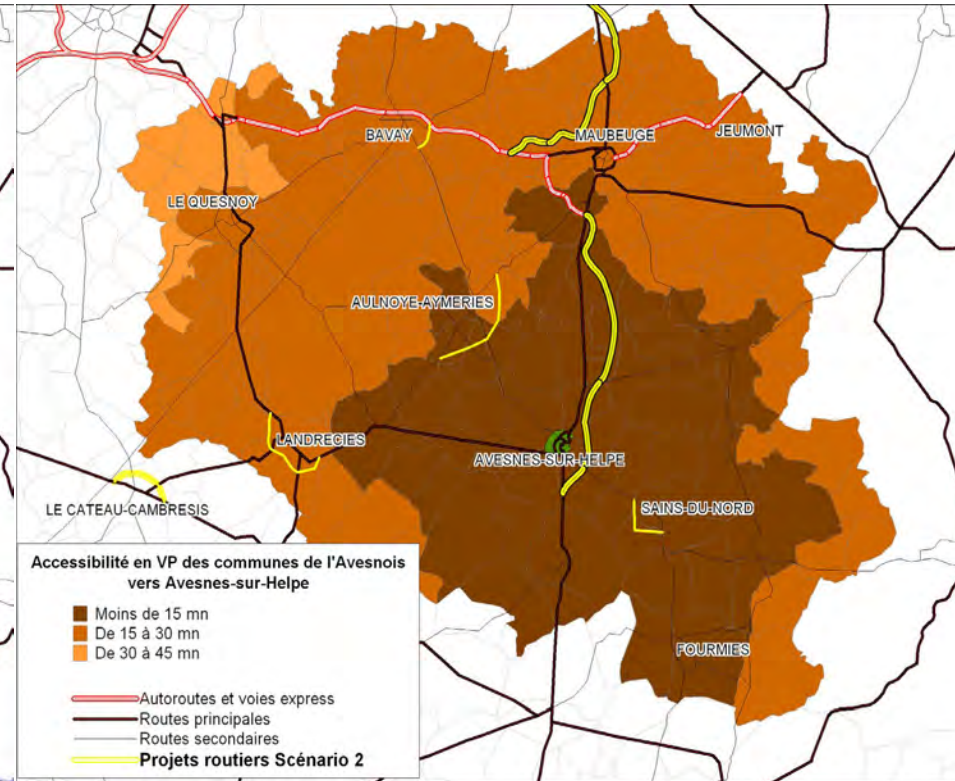 BAVAY
MAUBEUGE
JEUMONT
LE QUESNOY
AULNOYE-AYMERIES
LANDRECIES
AVESNES-SUR-HELPE
LE CATEAU-CAMBRESIS
SAINS-DU-NORD
FOURMIES
Accessibilité en VP des communes de l'Avesnois
vers Avesnes-sur-Helpe
Moins de 15 mn
De 15 à 30 mn
De 30 à 45 mn
Autoroutes et voies express
Routes principales
Routes secondaires
Projets routiers Scénario 2